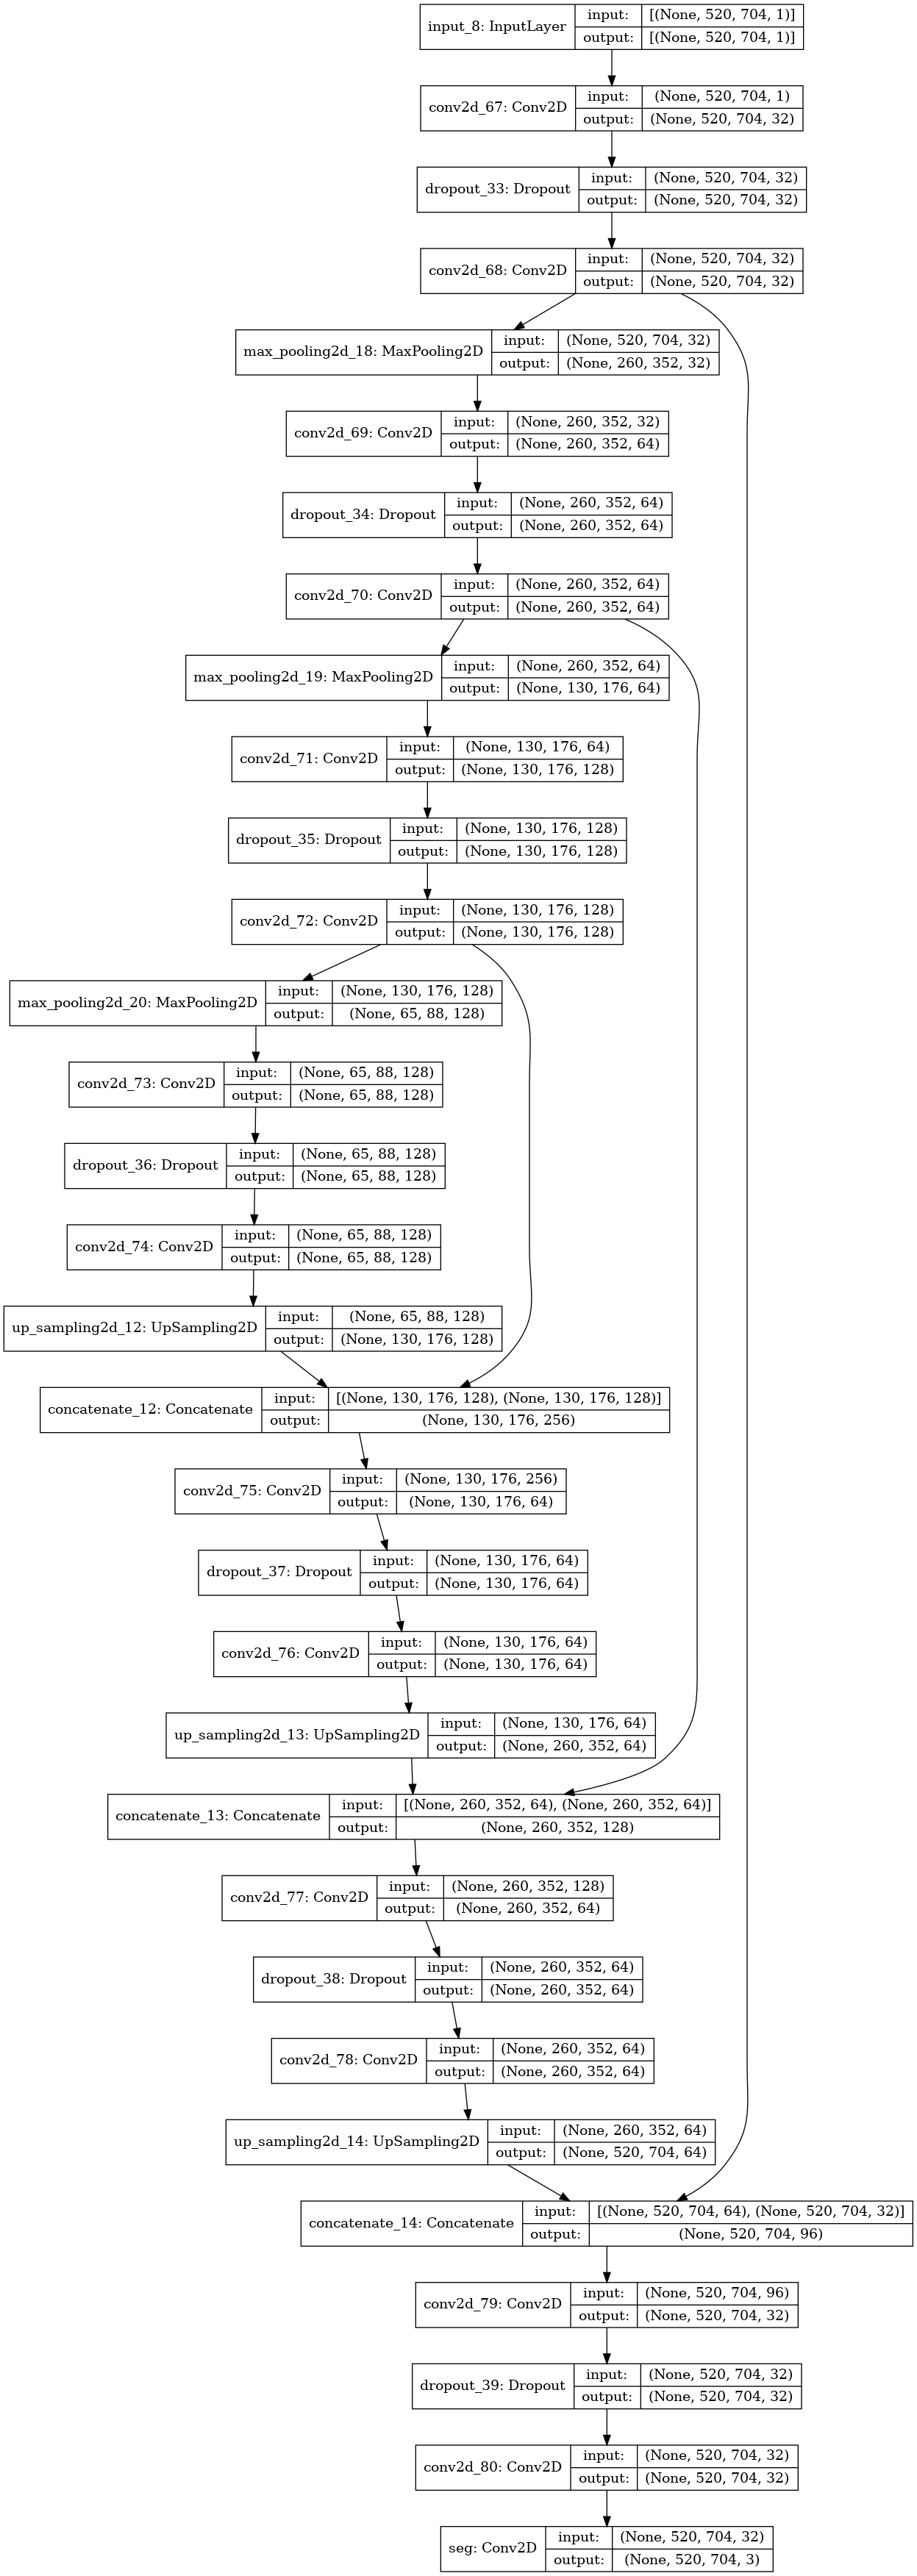 input_8: InputLayer
input: [(None, 520, 704, 1)]
output: [(None, 520, 704, 1)]
conv2d_67: Conv2D
input: (None, 520, 704, 1)
output: (None, 520, 704, 32)
dropout_33: Dropout
input: (None, 520, 704, 32)
output: (None, 520, 704, 32)
conv2d_68: Conv2D
input: (None, 520, 704, 32)
output: (None, 520, 704, 32)
max_pooling2d_18: MaxPooling2D
input: (None, 520, 704, 32)
output: (None, 260, 352, 32)
conv2d_69: Conv2D
input: (None, 260, 352, 32)
output: (None, 260, 352, 64)
dropout_34: Dropout
input: (None, 260, 352, 64)
output: (None, 260, 352, 64)
conv2d_70: Conv2D
input: (None, 260, 352, 64)
output: (None, 260, 352, 64)
max_pooling2d_19: MaxPooling2D
input: (None, 260, 352, 64)
output: (None, 130, 176, 64)
conv2d_71: Conv2D
input: (None, 130, 176, 64)
output: (None, 130, 176, 128)
dropout_35: Dropout
input: (None, 130, 176, 128)
output: (None, 130, 176, 128)
conv2d_72: Conv2D
input: (None, 130, 176, 128)
output: (None, 130, 176, 128)
max_pooling2d_20: MaxPooling2D
input: (None, 130, 176, 128)
output: (None, 65, 88, 128)
conv2d_73: Conv2D
input: (None, 65, 88, 128)
output: (None, 65, 88, 128)
dropout_36: Dropout
input: (None, 65, 88, 128)
output: (None, 65, 88, 128)
conv2d_74: Conv2D
input: (None, 65, 88, 128)
output: (None, 65, 88, 128)
up_sampling2d_12: UpSampling2D
input: (None, 65, 88, 128)
output: (None, 130, 176, 128)
concatenate_12: Concatenate
input: [(None, 130, 176, 128), (None, 130, 176, 128)]
output: (None, 130, 176, 256)
conv2d_75: Conv2D
input: (None, 130, 176, 256)
output: (None, 130, 176, 64)
dropout_37: Dropout
input: (None, 130, 176, 64)
output: (None, 130, 176, 64)
conv2d_76: Conv2D
input: (None, 130, 176, 64)
output: (None, 130, 176, 64)
up_sampling2d_13: UpSampling2D
input: (None, 130, 176, 64)
output: (None, 260, 352, 64)
concatenate_13: Concatenate
input: [(None, 260, 352, 64), (None, 260, 352, 64)]
output: (None, 260, 352, 128)
conv2d_77: Conv2D
input: (None, 260, 352, 128)
output: (None, 260, 352, 64)
dropout_38: Dropout
input: (None, 260, 352, 64)
output: (None, 260, 352, 64)
conv2d_78: Conv2D
input: (None, 260, 352, 64)
output: (None, 260, 352, 64)
up_sampling2d_14: UpSampling2D
input: (None, 260, 352, 64)
output: (None, 520, 704, 64)
concatenate_14: Concatenate
input: [(None, 520, 704, 64), (None, 520, 704, 32)]
output: (None, 520, 704, 96)
conv2d_79: Conv2D
input: (None, 520, 704, 96)
output: (None, 520, 704, 32)
dropout_39: Dropout
input: (None, 520, 704, 32)
output: (None, 520, 704, 32)
conv2d_80: Conv2D
input: (None, 520, 704, 32)
output: (None, 520, 704, 32)
seg: Conv2D
input: (None, 520, 704, 32)
output: (None, 520, 704, 3)